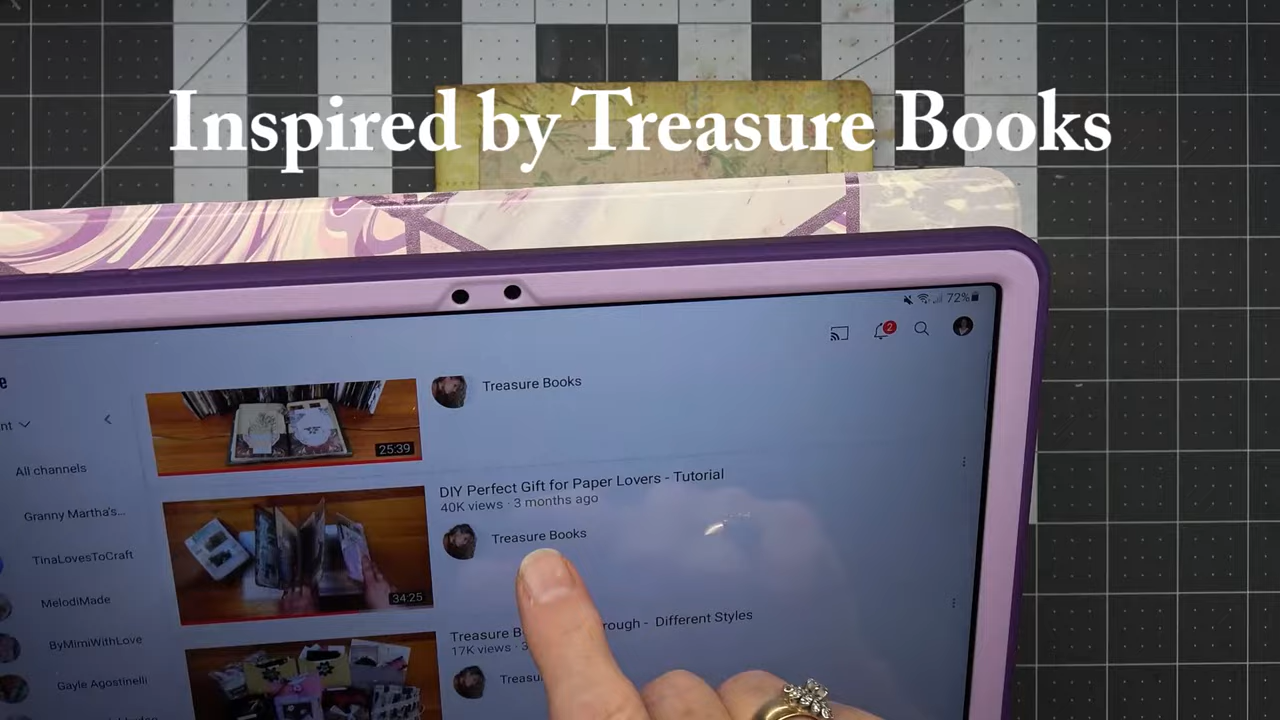 Inspired by Treasure Books
72%
2
e
Treasure Books
25:39
nt
All channels
DIY Perfect Gift for Paper Lovers - Tutorial
40K views · 3 months ago
Granny Martha's...
Treasure Books
TinaLovesToCraft
34:25
MelodiMade
Treasure B rough - Different Styles
17K views · 3
ByMimiWithLove
Treasu
Gayle Agostinelli